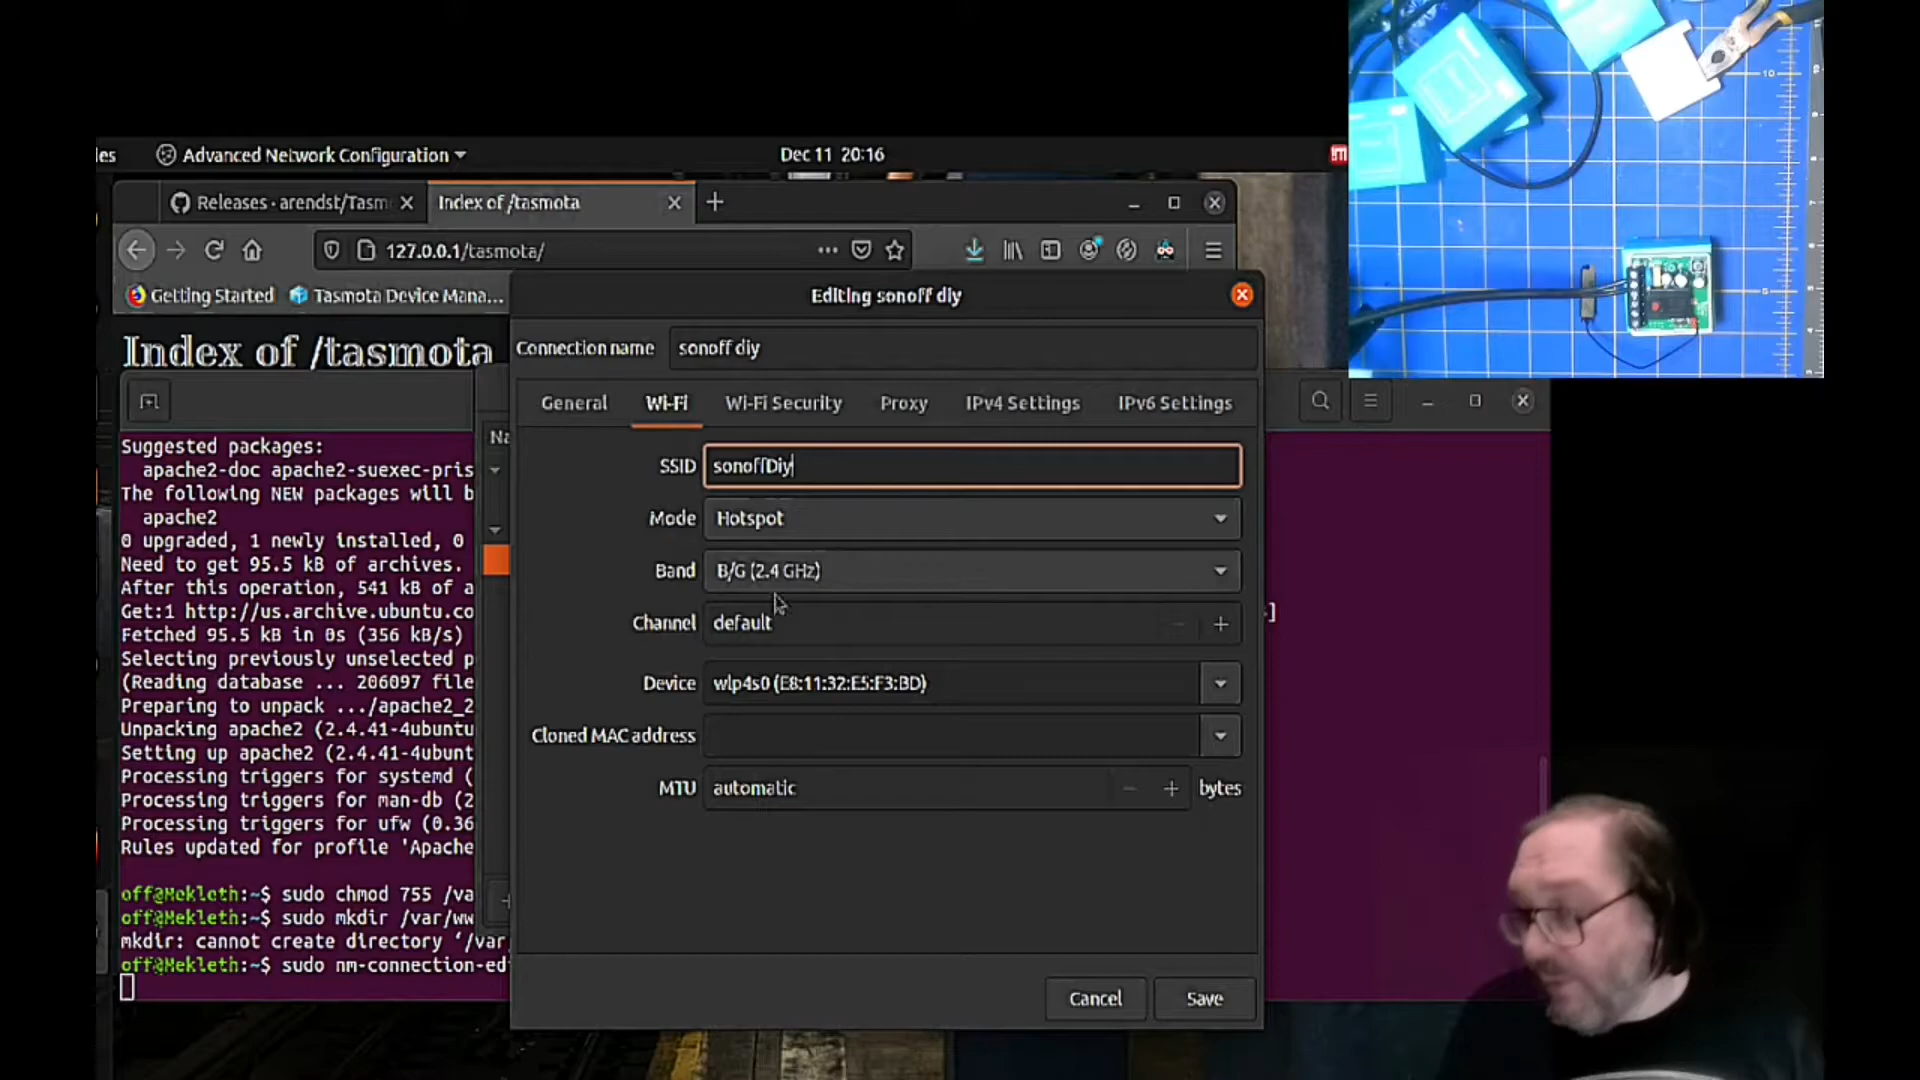 les
Advanced Network Configuration
Dec 11 20:16
Releases · arendst/Tasm
Index of /tasmota
127.0.0.1/tasmota/
Getting Started
Tasmota Device Mana...
Index of /tasmota
Editing sonoff diy
Connection name
sonoff diy
General
Wi-Fi
Wi-Fi Security
Proxy
IPv4 Settings
IPv6 Settings
SSID
sonoffDiy
Mode
Hotspot
Band
B/G (2.4 GHz)
Channel
default
Device
wlp4s0 (E8:11:32:E5:F3:BD)
Cloned MAC address
MTU
automatic
bytes
Cancel
Save
Na
Suggested packages:
apache2-doc apache2-suexec-pris
The following NEW packages will b
apache2
0 upgraded, 1 newly installed, 0
Need to get 95.5 kB of archives.
After this operation, 541 kB of a
Get:1 http://us.archive.ubuntu.co
s]
Fetched 95.5 kB in 0s (356 kB/s)
Selecting previously unselected p
(Reading database ... 206097 file
Preparing to unpack .../apache2_2
Unpacking apache2 (2.4.41-4ubuntu
Setting up apache2 (2.4.41-4ubunt
Processing triggers for systemd (
Processing triggers for man-db (2
Processing triggers for ufw (0.36
Rules updated for profile 'Apache
off@Mekleth:~$ sudo chmod 755 /va
off@Mekleth:~$ sudo mkdir /var/ww
mkdir: cannot create directory ‘/var
off@Mekleth:~$ sudo nm-connection-ed
10